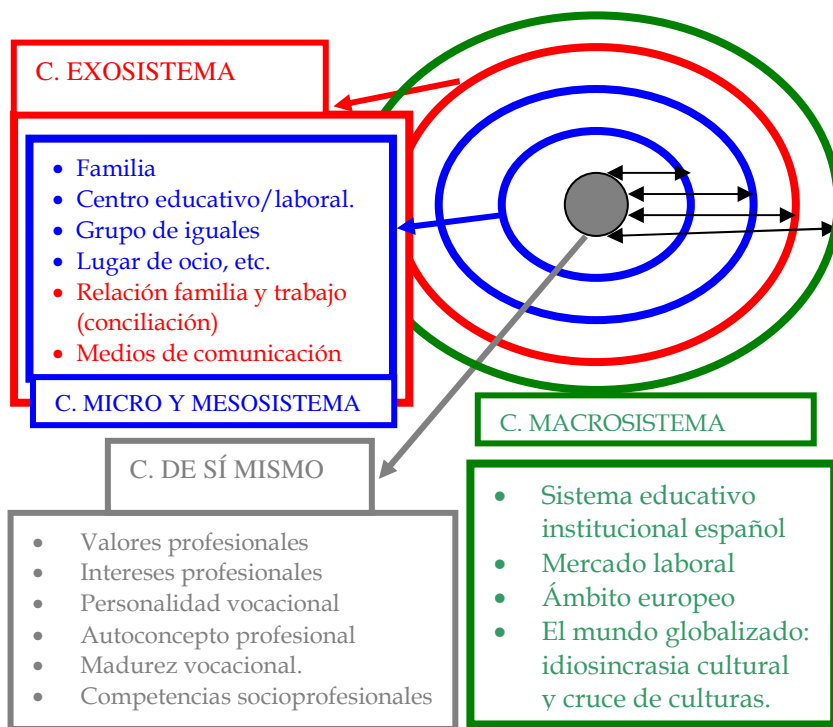 C. EXOSISTEMA
• Familia
• Centro educativo/laboral.
• Grupo de iguales
• Lugar de ocio, etc.
• Relación familia y trabajo
(conciliación)
• Medios de comunicación
C. MICRO Y MESOSISTEMA
C. MACROSISTEMA
C. DE SÍ MISMO
• Valores profesionales
• Intereses profesionales
• Personalidad vocacional
• Autoconcepto profesional
• Madurez vocacional.
• Competencias socioprofesionales
• Sistema educativo
institucional español
• Mercado laboral
• Ámbito europeo
• El mundo globalizado:
idiosincrasia cultural
y cruce de culturas.